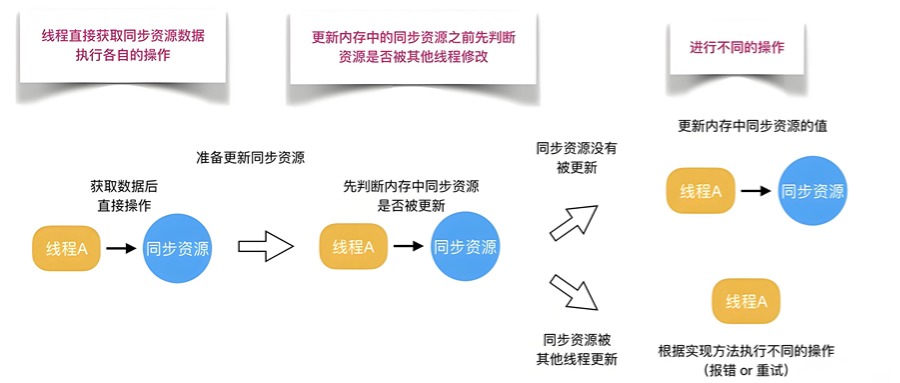 线程直接获取同步资源数据
执行各自的操作
更新内存中的同步资源之前先判断
资源是否被其他线程修改
进行不同的操作
准备更新同步资源
获取数据后
直接操作
线程A
同步资源
先判断内存中同步资源
是否被更新
线程A
同步资源
同步资源没有
被更新
更新内存中同步资源的值
线程A
同步资源
同步资源被
其他线程更新
线程A
根据实现方法执行不同的操作
（报错 or 重试）